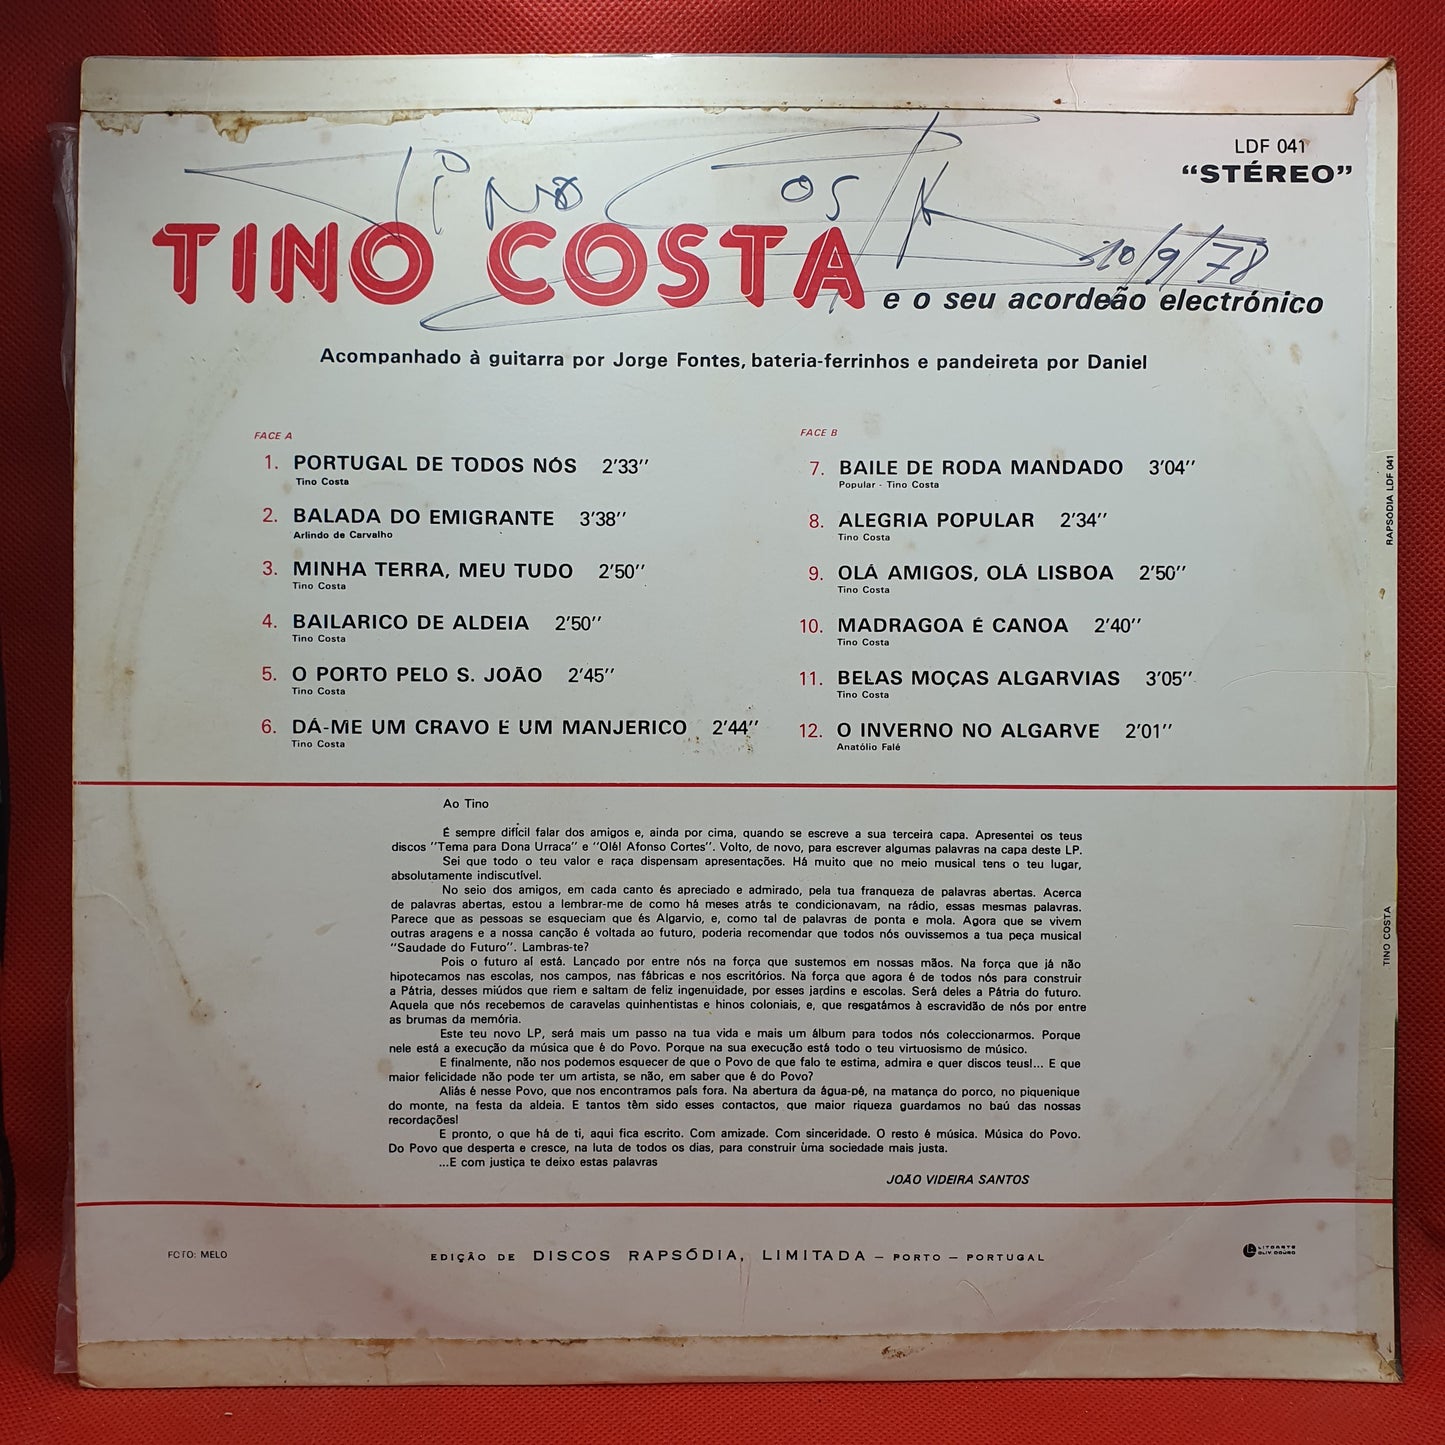 LDF 041
"STÉREO"
Tino Costa
10/9/78
TINO COSTA e o seu acordeão electrónico
Acompanhado à guitarra por Jorge Fontes, bateria-ferrinhos e pandeireta por Daniel
FACE A
1. PORTUGAL DE TODOS NÓS 2'33''
Tino Costa
2. BALADA DO EMIGRANTE 3'38''
Arlindo de Carvalho
3. MINHA TERRA, MEU TUDO 2'50''
Tino Costa
4. BAILARICO DE ALDEIA 2'50''
Tino Costa
5. O PORTO PELO S. JOÃO 2'45''
Tino Costa
6. DÁ-ME UM CRAVO E UM MANJERICO 2'44''
Tino Costa
FACE B
7. BAILE DE RODA MANDADO 3'04''
Popular - Tino Costa
8. ALEGRIA POPULAR 2'34''
Tino Costa
9. OLÁ AMIGOS, OLÁ LISBOA 2'50''
Tino Costa
10. MADRAGOA É CANOA 2'40''
Tino Costa
11. BELAS MOÇAS ALGARVIAS 3'05''
Tino Costa
12. O INVERNO NO ALGARVE 2'01''
Anatólio Falé
Ao Tino
É sempre difícil falar dos amigos e, ainda por cima, quando se escreve a sua terceira capa. Apresentei os teus
discos "Tema para Dona Urraca" e "Olé! Afonso Cortes". Volto, de novo, para escrever algumas palavras na capa deste LP.
Sei que todo o teu valor e raça dispensam apresentações. Há muito que no meio musical tens o teu lugar,
absolutamente indiscutível.
No seio dos amigos, em cada canto és apreciado e admirado, pela tua franqueza de palavras abertas. Acerca
de palavras abertas, estou a lembrar-me de como há meses atrás te condicionavam, na rádio, essas mesmas palavras.
Parece que as pessoas se esqueciam que és Algarvio, e, como tal de palavras de ponta e mola. Agora que se vivem
outras aragens e a nossa canção é voltada ao futuro, poderia recomendar que todos nós ouvissemos a tua peça musical
"Saudade do Futuro". Lambras-te?
Pois o futuro aí está. Lançado por entre nós na força que sustemos em nossas mãos. Na força que já não
hipotecamos nas escolas, nos campos, nas fábricas e nos escritórios. Na força que agora é de todos nós para construir
a Pátria, desses miúdos que riem e saltam de feliz ingenuidade, por esses jardins e escolas. Será deles a Pátria do futuro.
Aquela que nós recebemos de caravelas quinhentistas e hinos coloniais, e, que resgatámos à escravidão de nós por entre
as brumas da memória.
Este teu novo LP, será mais um passo na tua vida e mais um álbum para todos nós coleccionarmos. Porque
nele está a execução da música que é do Povo. Porque na sua execução está todo o teu virtuosismo de músico.
E finalmente, não nos podemos esquecer de que o Povo de que falo te estima, admira e quer discos teus!... E que
maior felicidade não pode ter um artista, se não, em saber que é do Povo?
Aliás é nesse Povo, que nos encontramos país fora. Na abertura da água-pé, na matança do porco, no piquenique
do monte, na festa da aldeia. E tantos têm sido esses contactos, que maior riqueza guardamos no baú das nossas
recordações!
E pronto, o que há de ti, aqui fica escrito. Com amizade. Com sinceridade. O resto é música. Música do Povo.
Do Povo que desperta e cresce, na luta de todos os dias, para construir uma sociedade mais justa.
...E com justiça te deixo estas palavras
JOÃO VIDEIRA SANTOS
FOTO: MELO
EDIÇÃO DE DISCOS RAPSÓDIA, LIMITADA — PORTO — PORTUGAL
LITOARTE
OLIV. DOURO
RAPSÓDIA LDF 041
TINO COSTA